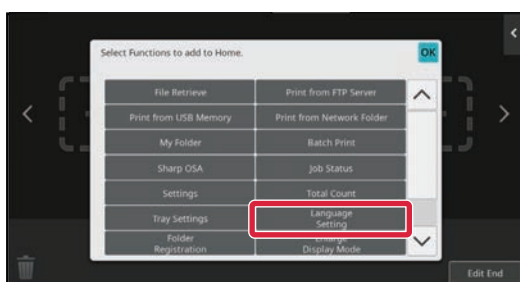 Select Functions to add to Home.
OK
File Retrieve
Print from FTP Server
Print from USB Memory
Print from Network Folder
My Folder
Batch Print
Sharp OSA
Job Status
Settings
Total Count
Tray Settings
Language
Setting
Folder
Registration
Enlarge
Display Mode
Edit End